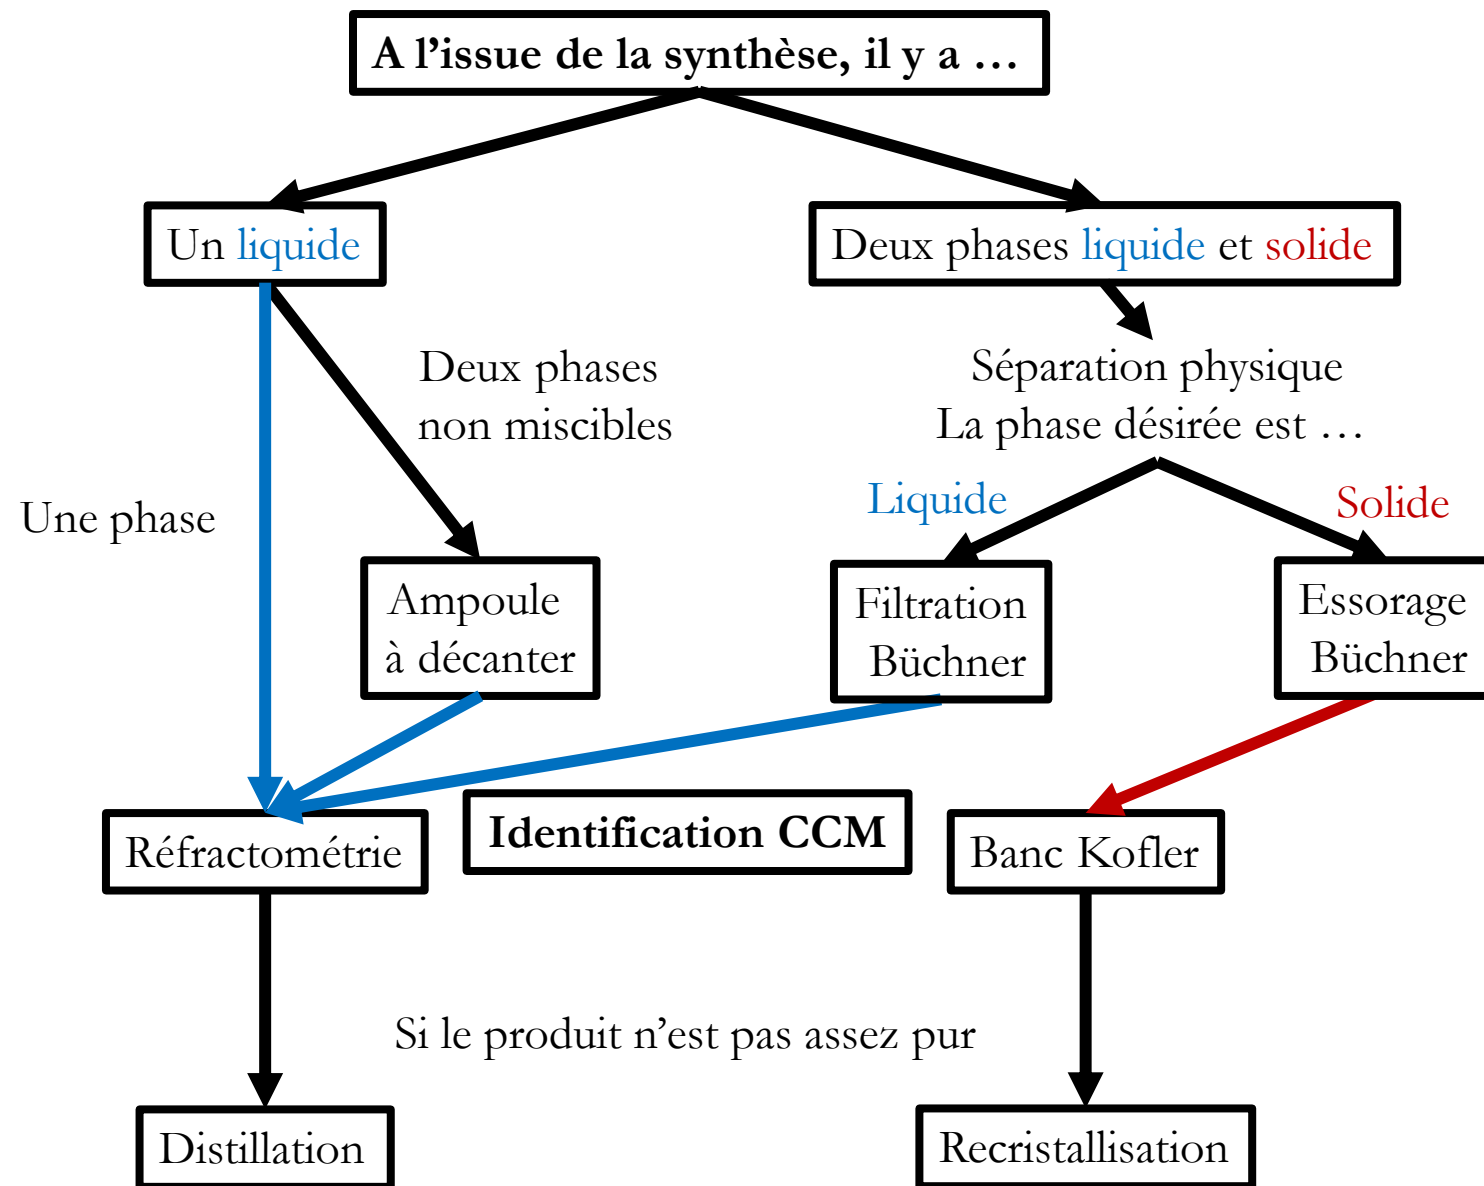 A l’issue de la synthèse, il y a …
Un liquide
Deux phases liquide et solide
Deux phases
non miscibles
Séparation physique
La phase désirée est …
Une phase
Liquide
Solide
Ampoule
à décanter
Filtration
Büchner
Essorage
Büchner
Réfractométrie
Identification CCM
Banc Kofler
Si le produit n’est pas assez pur
Distillation
Recristallisation